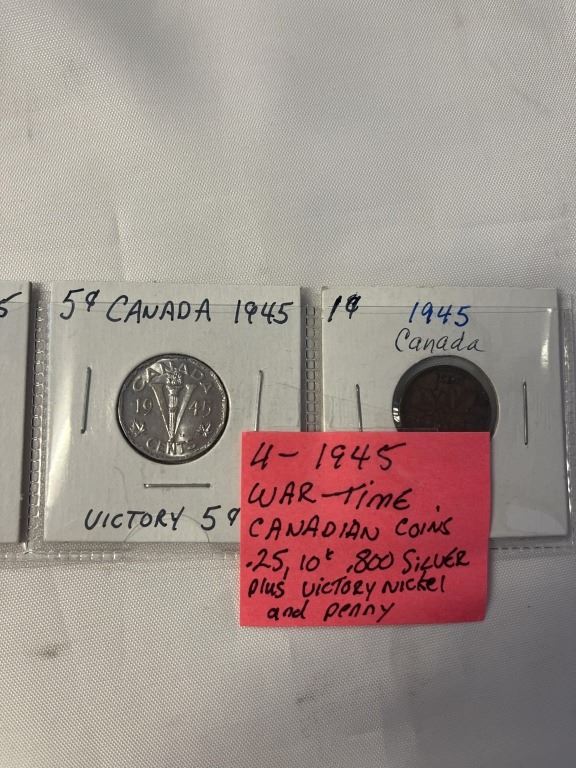 5
5¢ CANADA 1945
CANADA
19 45
CENTS
VICTORY 5¢
1¢ 1945
Canada
4 - 1945
WAR-TIME
CANADIAN COINS
.25, 10¢ .800 SILVER
plus VICTORY NICKEL
and penny